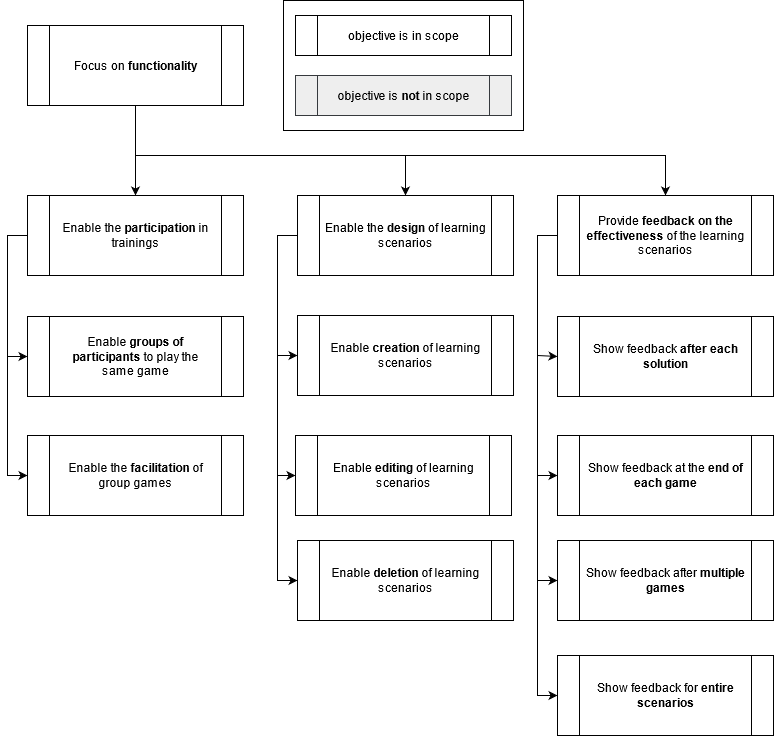 Focus on functionality
objective is in scope
objective is not in scope
Enable the participation in
trainings
Enable the design of learning
scenarios
Provide feedback on the
effectiveness of the learning
scenarios
Enable groups of
participants to play the
same game
Enable creation of learning
scenarios
Show feedback after each
solution
Enable the facilitation of
group games
Enable editing of learning
scenarios
Show feedback at the end of
each game
Enable deletion of learning
scenarios
Show feedback after multiple
games
Show feedback for entire
scenarios